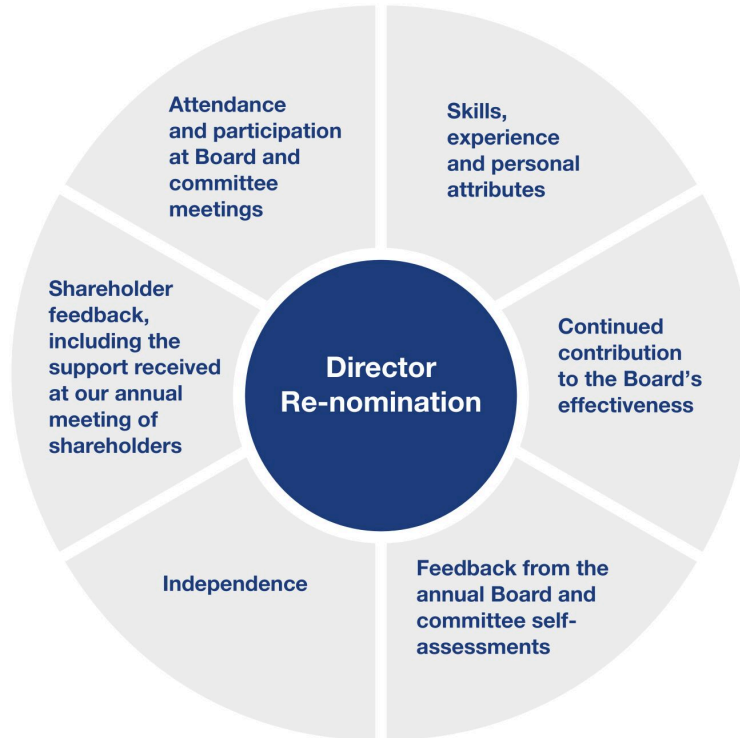 Attendance
and participation
at Board and
committee
meetings
Skills,
experience
and personal
attributes
Shareholder
feedback,
including the
support received
at our annual
meeting of
shareholders
Director
Re-nomination
Continued
contribution
to the Board's
effectiveness
Independence
Feedback from the
annual Board and
committee self-
assessments